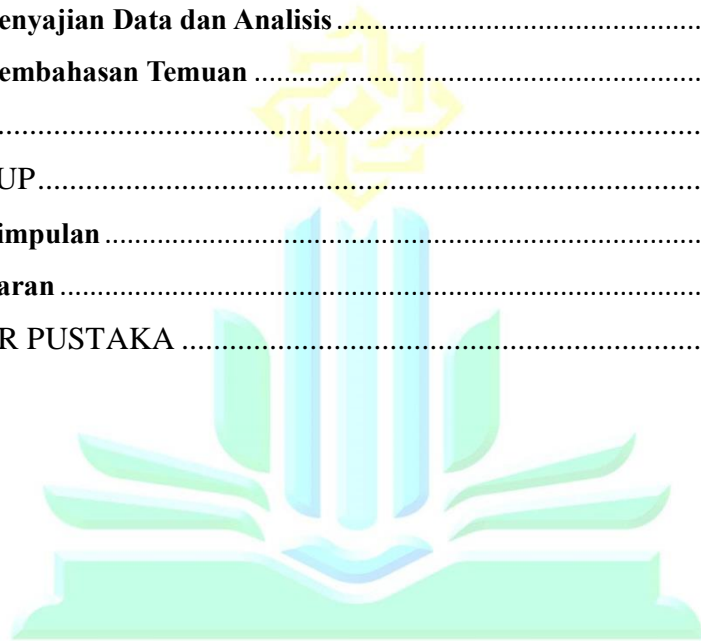 enyajian Data dan Analisis........................................................
embahasan Temuan........................................................
........................................................
UP........................................................
impulan........................................................
aran........................................................
R PUSTAKA........................................................